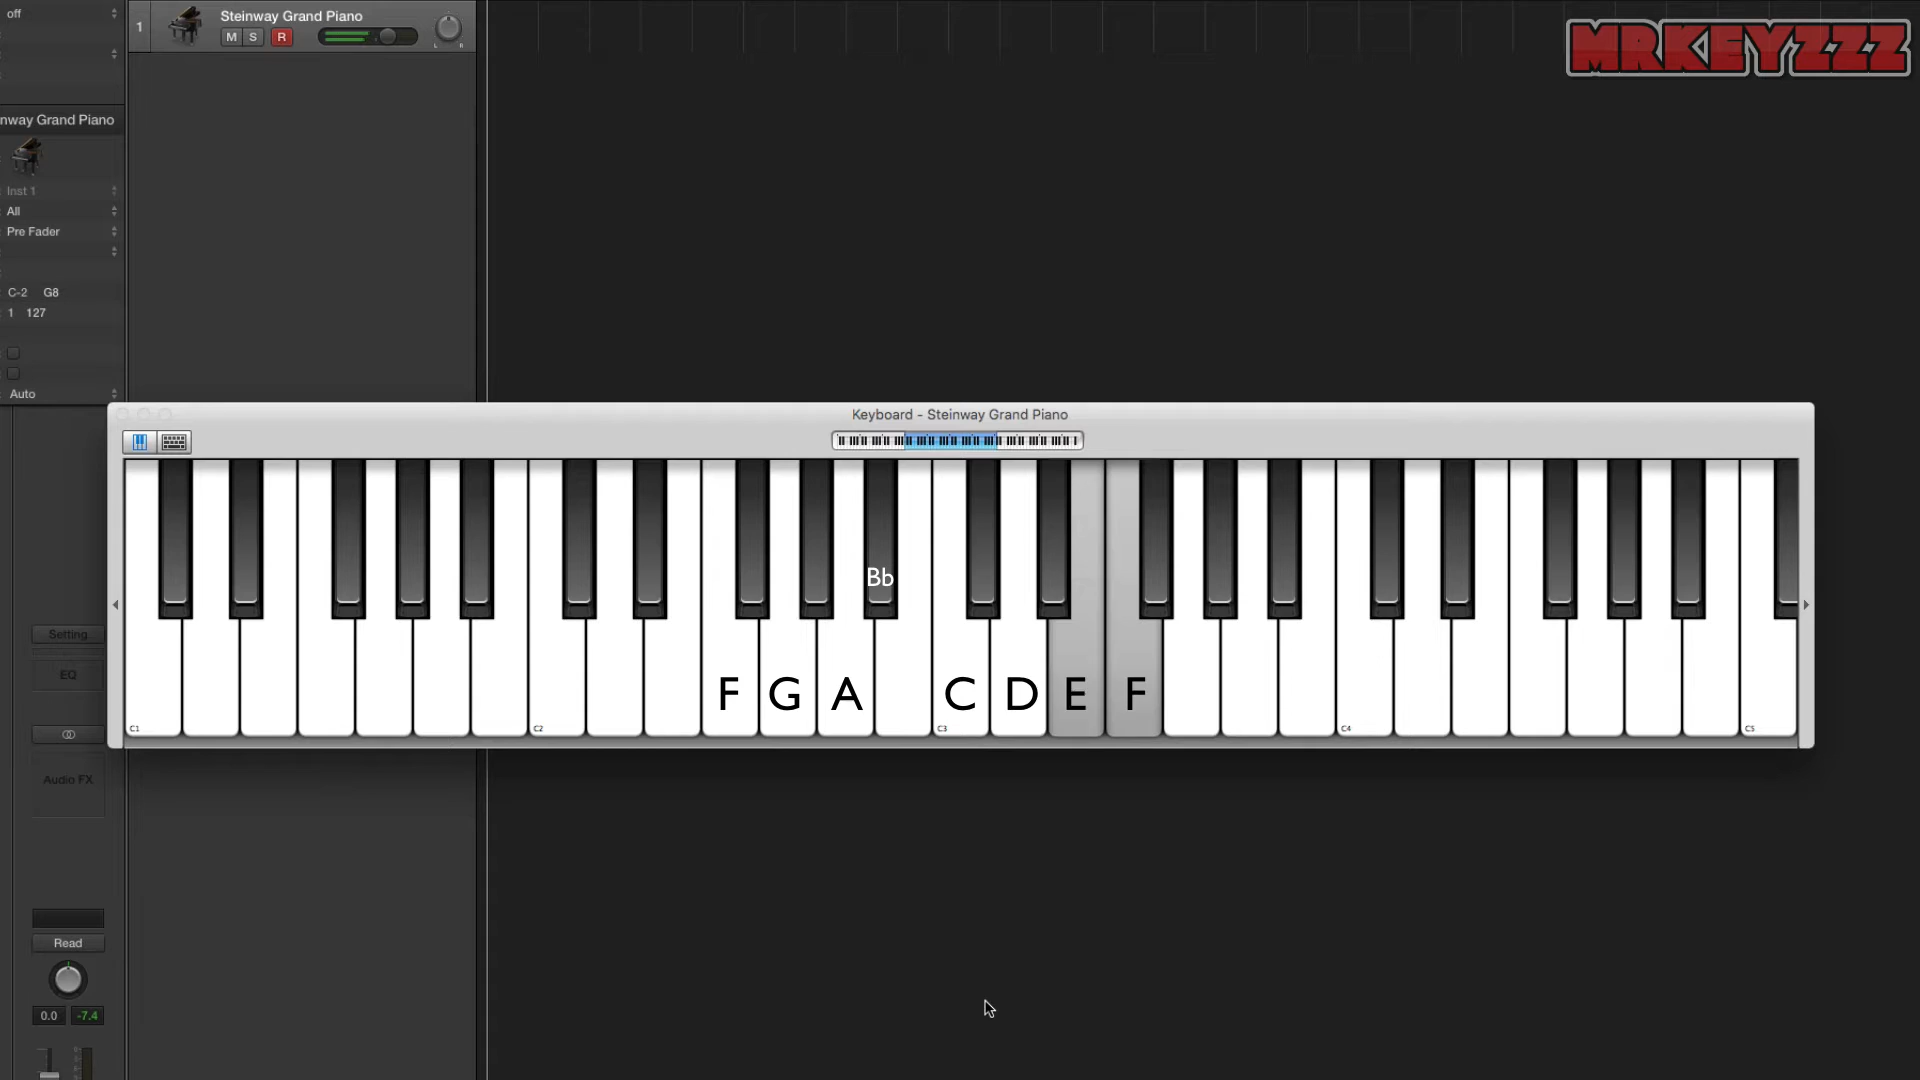 off
1
Steinway Grand Piano
M S R
L R
MRKEYZZZ
nway Grand Piano
Inst 1
All
Pre Fader
C-2 G8
1 127
Auto
Keyboard – Steinway Grand Piano
Bb
F G A C D E F
C1 C2 C3 C4 C5
Setting
EQ
Audio FX
Read
0.0 -7.4